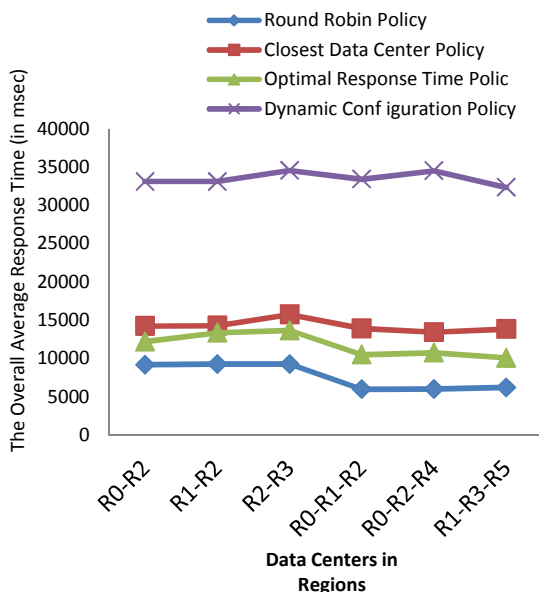 Round Robin Policy
Closest Data Center Policy
Optimal Response Time Polic
Dynamic Conf iguration Policy
The Overall Average Response Time (in msec)
40000
35000
30000
25000
20000
15000
10000
5000
0
R0-R2
R1-R2
R2-R3
R0-R1-R2
R0-R2-R4
R1-R3-R5
Data Centers in
Regions